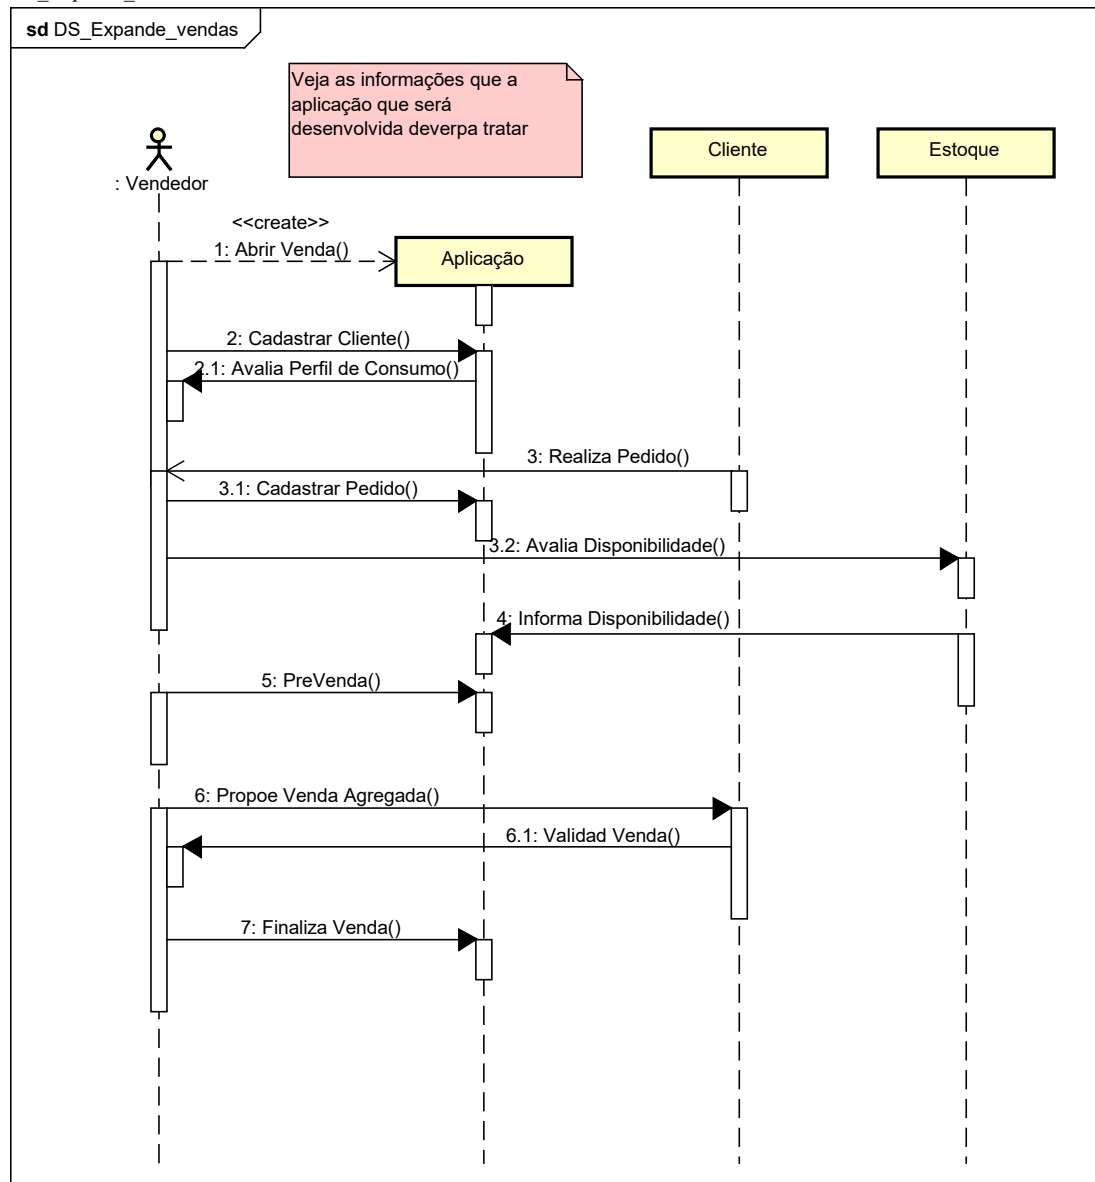 sd DS_Expande_vendas
Veja as informações que a
aplicação que será
desenvolvida deverpa tratar
Cliente
Estoque
: Vendedor
<<create>>
1: Abrir Venda()
Aplicação
2: Cadastrar Cliente()
2.1: Avalia Perfil de Consumo()
3: Realiza Pedido()
3.1: Cadastrar Pedido()
3.2: Avalia Disponibilidade()
4: Informa Disponibilidade()
5: PreVenda()
6: Propoe Venda Agregada()
6.1: Validad Venda()
7: Finaliza Venda()